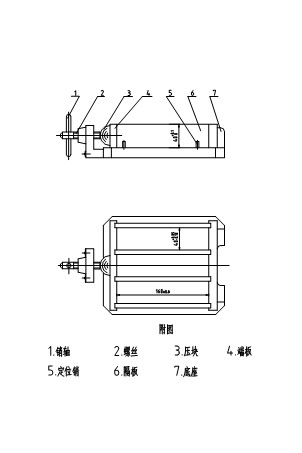 1 2 3 4 5 6 7
附图
1.销轴 2.螺丝 3.压块 4.端板
5.定位销 6.隔板 7.底座